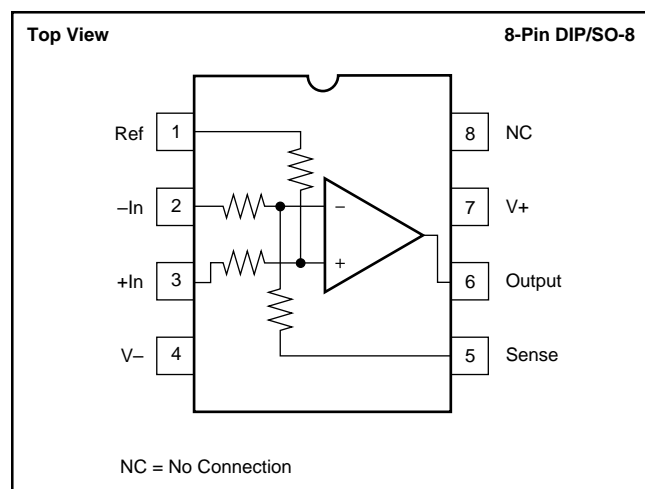 Top View 8-Pin DIP/SO-8
Ref 1 8 NC
–In 2 – 7 V+
+In 3 + 6 Output
V– 4 5 Sense
NC = No Connection